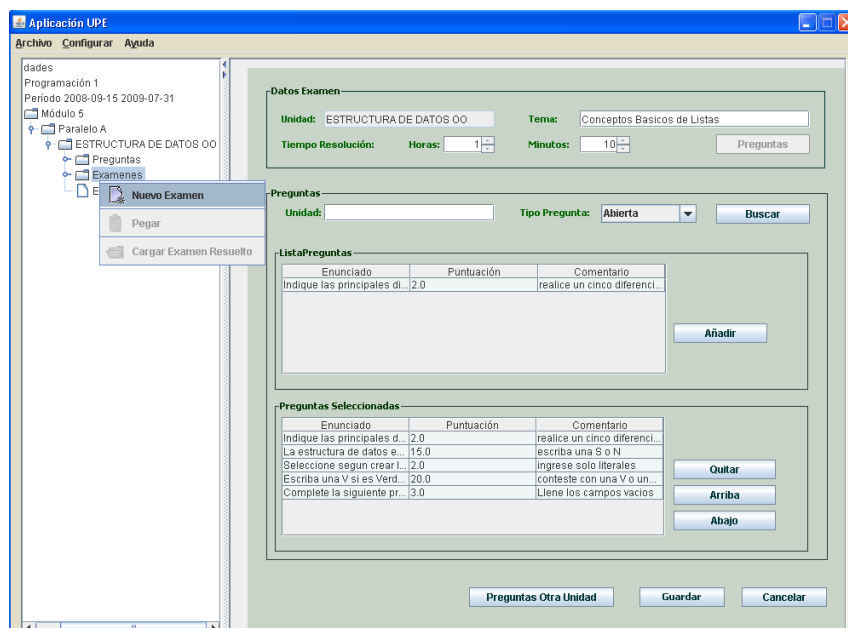 Aplicación UPE
Archivo Configurar Ayuda
dades
Programación 1
Período 2008-09-15 2009-07-31
Módulo 5
Paralelo A
ESTRUCTURA DE DATOS OO
Preguntas
Examenes
E
Nuevo Examen
Pegar
Cargar Examen Resuelto
Datos Examen
Unidad: ESTRUCTURA DE DATOS OO Tema: Conceptos Basicos de Listas
Tiempo Resolución: Horas: 1 Minutos: 10 Preguntas
Preguntas
Unidad: Tipo Pregunta: Abierta Buscar
ListaPreguntas
Enunciado Puntuación Comentario
Indique las principales di... 2.0 realice un cinco diferenci...
Añadir
Preguntas Seleccionadas
Enunciado Puntuación Comentario
Indique las principales d... 2.0 realice un cinco diferenci...
La estructura de datos e... 15.0 escriba una S o N
Seleccione segun crear l... 2.0 ingrese solo literales
Escriba una V si es Verd... 20.0 conteste con una V o un...
Complete la siguiente pr... 3.0 Llene los campos vacios
Quitar
Arriba
Abajo
Preguntas Otra Unidad Guardar Cancelar